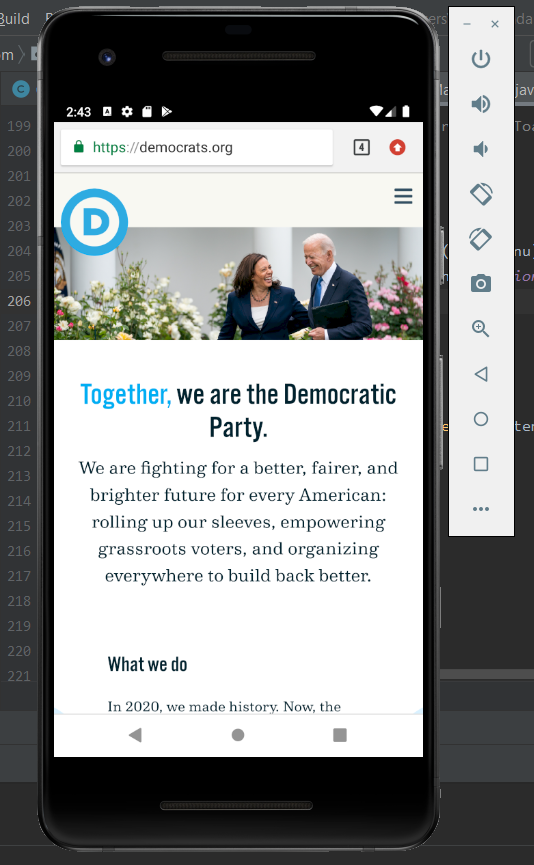 Build
2:43
4
https://democrats.org
D
Together, we are the Democratic
Party.
We are fighting for a better, fairer, and
brighter future for every American:
rolling up our sleeves, empowering
grassroots voters, and organizing
everywhere to build back better.
What we do
In 2020, we made history. Now, the
om
C
java
199
200
201
202
203
204
205
206
207
208
209
210
211
212
213
214
215
216
217
218
219
220
221